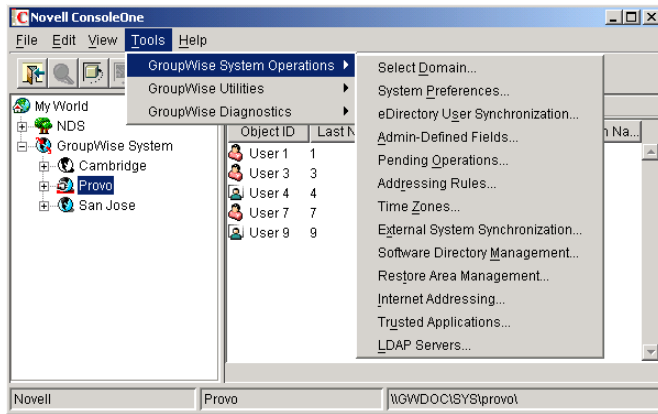 Novell ConsoleOne
File Edit View Tools Help
GroupWise System Operations
GroupWise Utilities
GroupWise Diagnostics
Select Domain...
System Preferences...
eDirectory User Synchronization...
Admin-Defined Fields...
Pending Operations...
Addressing Rules...
Time Zones...
External System Synchronization...
Software Directory Management...
Restore Area Management...
Internet Addressing...
Trusted Applications...
LDAP Servers...
My World
NDS
GroupWise System
Cambridge
Provo
San Jose
Object ID Last N Na...
User 1 1
User 3 3
User 4 4
User 7 7
User 9 9
Novell Provo \\GWDOC\SYS\provo\